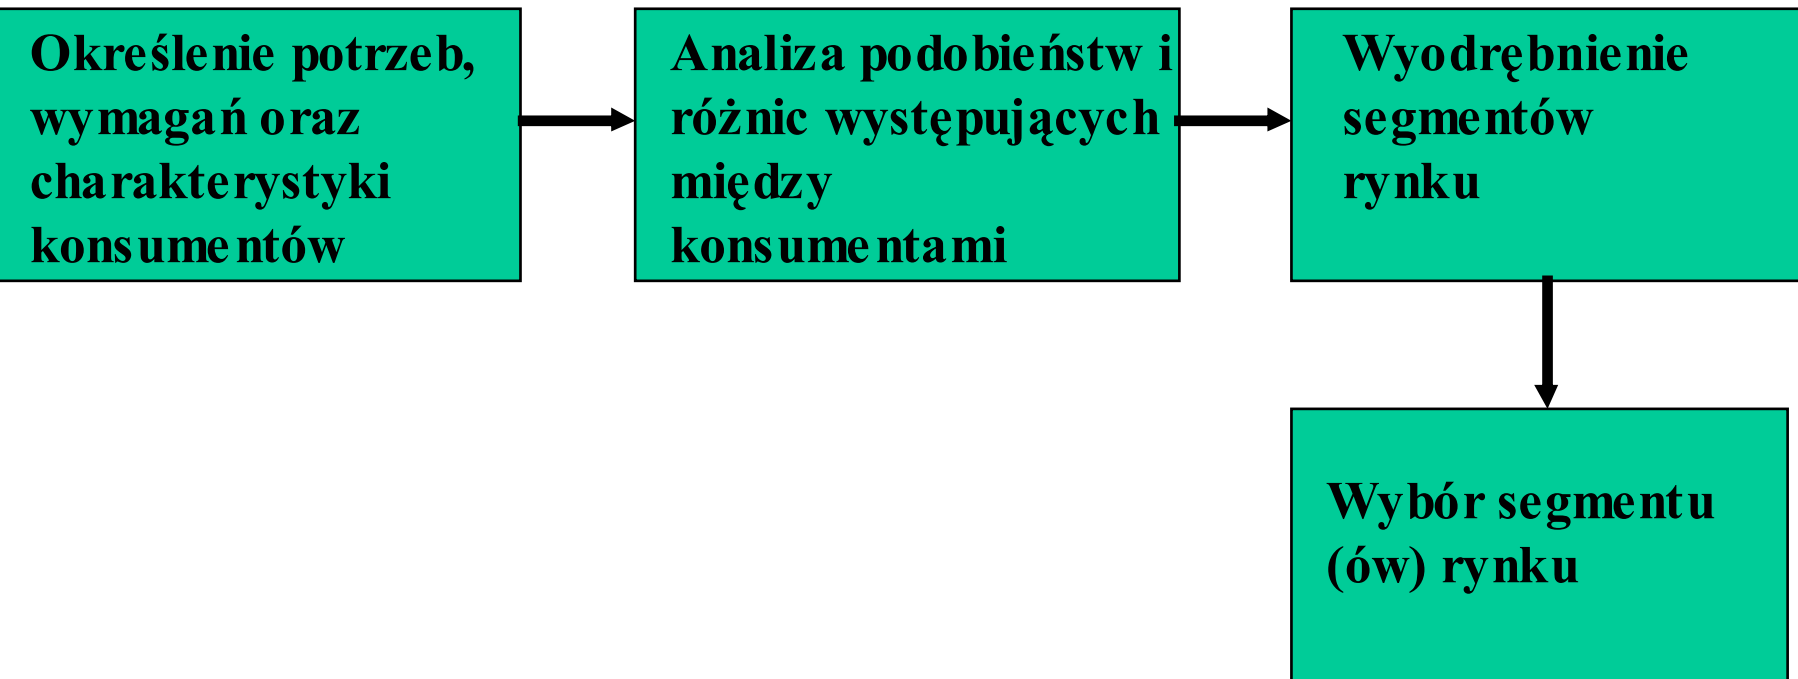 Określenie potrzeb,
wymagań oraz
charakterystyki
konsumentów
Analiza podobieństw i
różnic występujących
między
konsumentami
Wyodrębnienie
segmentów
rynku
Wybór segmentu
(ów) rynku